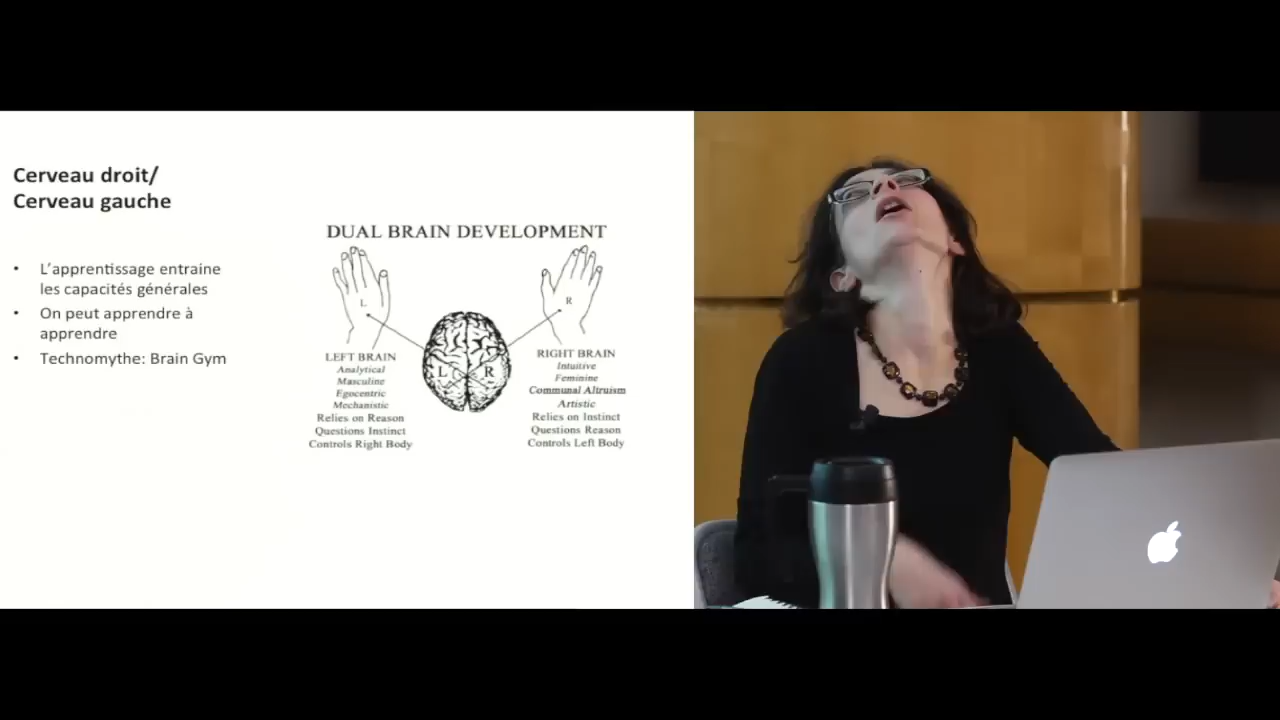 Cerveau droit/
Cerveau gauche
• L’apprentissage entraine
les capacités générales
• On peut apprendre à
apprendre
• Technomythe: Brain Gym
DUAL BRAIN DEVELOPMENT
L
R
L
R
LEFT BRAIN
Analytical
Masculine
Egocentric
Mechanistic
Relies on Reason
Questions Instinct
Controls Right Body
RIGHT BRAIN
Intuitive
Feminine
Communal Altruism
Artistic
Relies on Instinct
Questions Reason
Controls Left Body